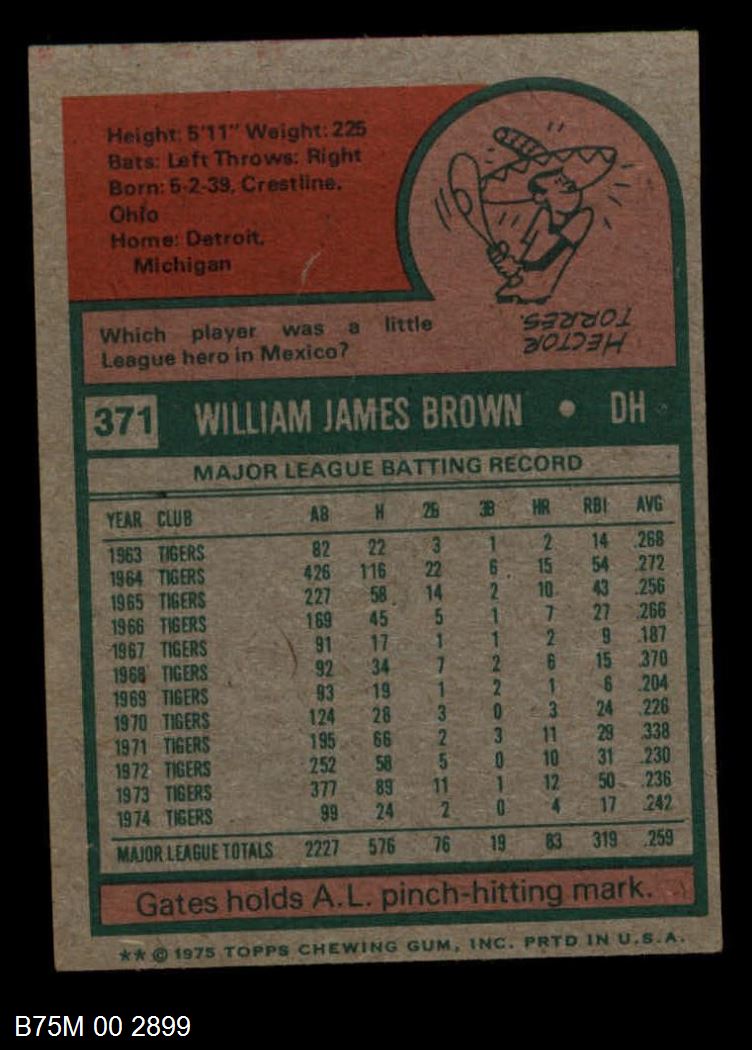 Height: 5'11" Weight: 225
Bats: Left Throws: Right
Born: 5-2-39, Crestline,
Ohio
Home: Detroit,
Michigan
Which player was a little
League hero in Mexico?
HECTOR
TORRES.
371 WILLIAM JAMES BROWN • DH
MAJOR LEAGUE BATTING RECORD
YEAR CLUB AB H 2B 3B HR RBI AVG
1963 TIGERS 82 22 3 1 2 14 .268
1964 TIGERS 426 116 22 6 15 54 .272
1965 TIGERS 227 58 14 2 10 43 .256
1966 TIGERS 169 45 5 1 7 27 .266
1967 TIGERS 91 17 1 1 2 9 .187
1968 TIGERS 92 34 7 2 6 15 .370
1969 TIGERS 93 19 1 2 1 6 .204
1970 TIGERS 124 28 3 0 3 24 .226
1971 TIGERS 195 66 2 3 11 29 .338
1972 TIGERS 252 58 5 0 10 31 .230
1973 TIGERS 377 89 11 1 12 50 .236
1974 TIGERS 99 24 2 0 4 17 .242
MAJOR LEAGUE TOTALS 2227 576 76 19 83 319 .259
Gates holds A.L. pinch-hitting mark.
** © 1975 TOPPS CHEWING GUM, INC. PRTD IN U.S.A.
B75M 00 2899